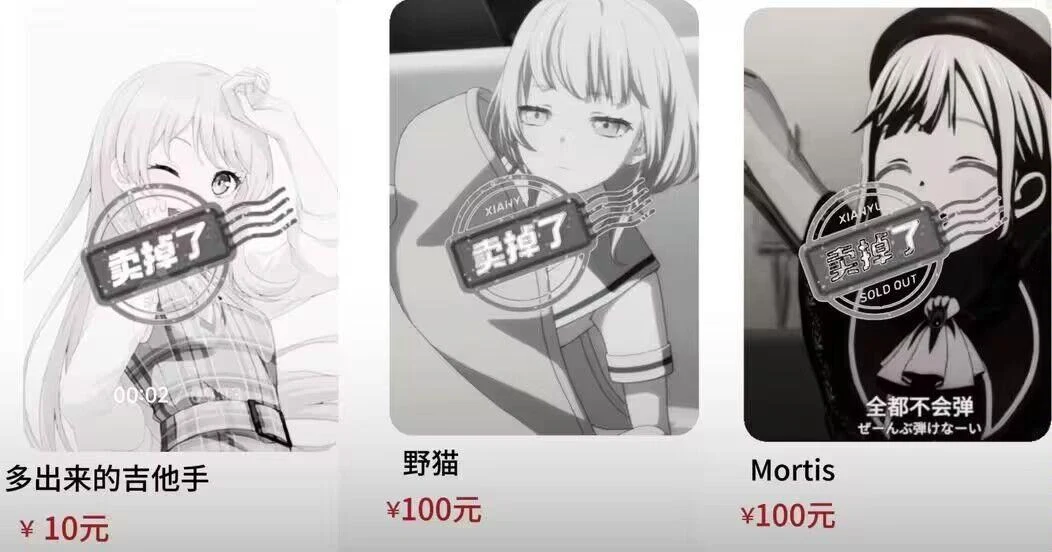 卖掉了
00:02
多出来的吉他手
¥ 10元
XIANY
卖掉了
野猫
¥100元
XIANYU
卖掉了
SOLD OUT
全都不会弹
ぜーんぶ弾けなーい
Mortis
¥100元